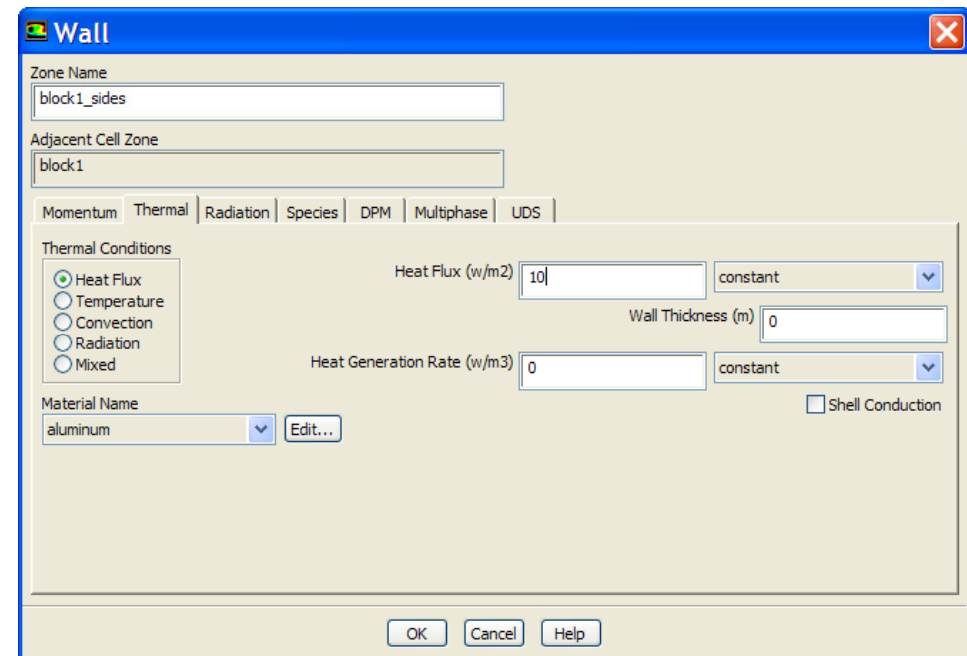 Wall
Zone Name
block1_sides
Adjacent Cell Zone
block1
Momentum Thermal Radiation Species DPM Multiphase UDS
Thermal Conditions
Heat Flux
Temperature
Convection
Radiation
Mixed
Heat Flux (w/m2) 10 constant
Wall Thickness (m) 0
Heat Generation Rate (w/m3) 0 constant
Material Name
aluminum Edit...
Shell Conduction
OK Cancel Help